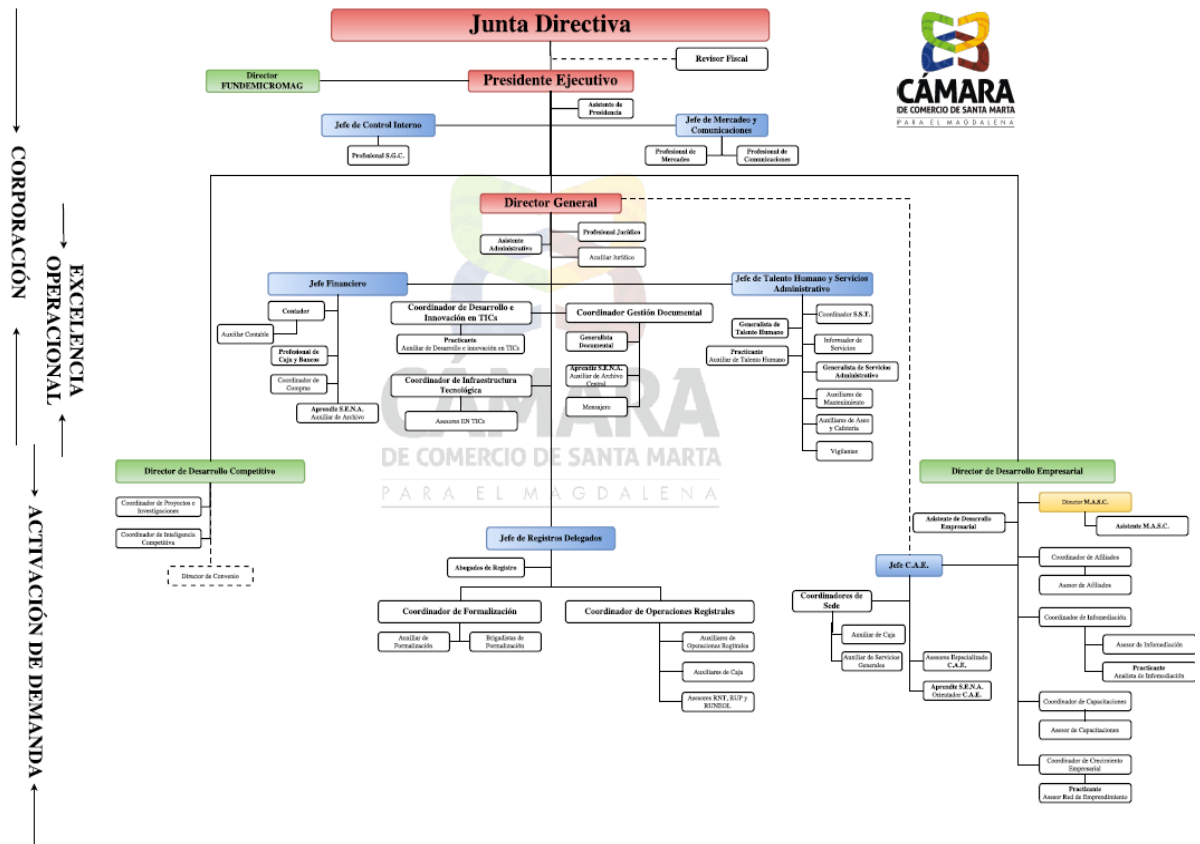 Junta Directiva
CÁMARA
DE COMERCIO DE SANTA MARTA
PARA EL MAGDALENA
Revisor Fiscal
Director
FUNDEMICROMAG
Presidente Ejecutivo
Asistente de
Presidencia
Jefe de Control Interno
Jefe de Mercadeo y
Comunicaciones
Profesional S.G.C.
Profesional de
Mercadeo
Profesional de
Comunicaciones
CORPORACIÓN
EXCELENCIA
OPERACIONAL
ACTIVACIÓN DE DEMANDA
Director General
Profesional Jurídico
Asistente
Administrativo
Auxiliar Jurídico
Jefe Financiero
Jefe de Talento Humano y Servicios
Administrativo
Contador
Auxiliar Contable
Profesional de
Caja y Bancos
Coordinador de
Compras
Aprendiz S.E.N.A.
Auxiliar de Archivo
Coordinador de Desarrollo e
Innovación en TICs
Practicante
Auxiliar de Desarrollo e innovación en TICs
Coordinador de Infraestructura
Tecnológica
Asesores EN TICs
Coordinador Gestión Documental
Generalista
Documental
Aprendiz S.E.N.A.
Auxiliar de Archivo
Central
Mensajero
Coordinador S.S.T.
Generalista de
Talento Humano
Informador de
Servicios
Practicante
Auxiliar de Talento Humano
Generalista de Servicios
Administrativo
Auxiliares de
Mantenimiento
Auxiliares de Aseo
y Cafetería
Vigilantes
CÁMARA
DE COMERCIO DE SANTA MARTA
PARA EL MAGDALENA
Director de Desarrollo Competitivo
Coordinador de Proyectos e
Investigaciones
Coordinador de Inteligencia
Competitiva
Director de Convenio
Jefe de Registros Delegados
Abogados de Registro
Coordinador de Formalización
Auxiliar de
Formalización
Brigadistas de
Formalización
Coordinador de Operaciones Registrales
Auxiliares de
Operaciones Regitrales
Auxiliares de Caja
Asesores RNT, RUP y
RUNEOL
Director de Desarrollo Empresarial
Director M.A.S.C.
Asistente de Desarrollo
Empresarial
Asistente M.A.S.C.
Jefe C.A.E.
Coordinadores de
Sede
Auxiliar de Caja
Auxiliar de Servicios
Generales
Asesores Especializado
C.A.E.
Aprendiz S.E.N.A.
Orientador C.A.E.
Coordinador de Afiliados
Asesor de Afiliados
Coordinador de Infomediación
Asesor de Infomediación
Practicante
Analista de Infomediación
Coordinador de Capacitaciones
Asesor de Capacitaciones
Coordinador de Crecimiento
Empresarial
Practicante
Asesor Red de Emprendimiento